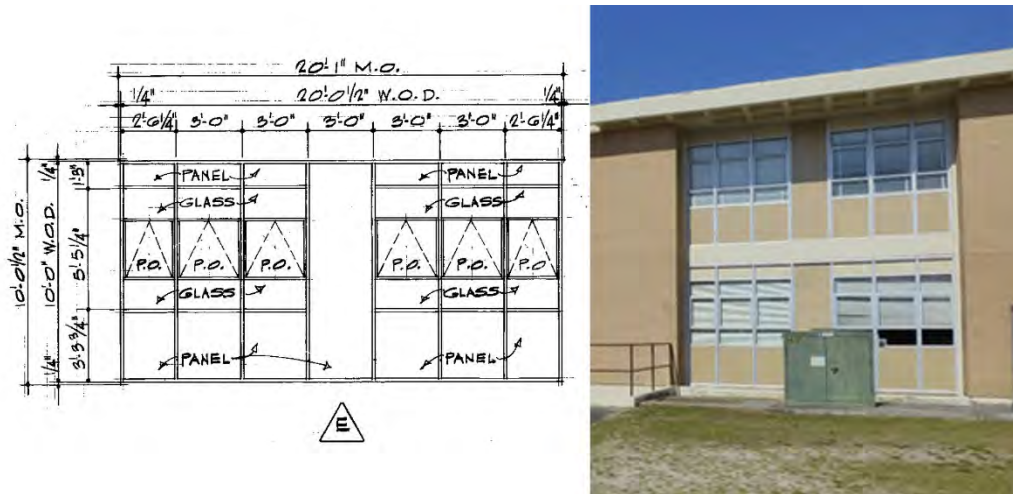 20'-1" M.O.
1/4" 20'-0 1/2" W.O.D. 1/4"
2'-6 1/4" 3'-0" 3'-0" 3'-0" 3'-0" 3'-0" 2'-6 1/4"
10'-0 1/2" M.O.
10'-0" W.O.D.
1/4"
1'-3"
5'-5 1/4"
3'-3 3/4"
1/4"
PANEL PANEL
GLASS GLASS
P.O. P.O. P.O. P.O. P.O. P.O
GLASS GLASS
PANEL PANEL
E